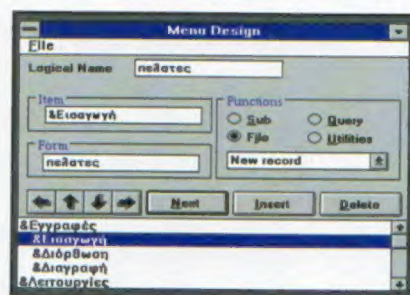 Menu Design
File
Logical Name πελατες
Item
&Εισαγωγή
Functions
Sub Query
File Utilities
Form
πελατες
New record
Next Insert Delete
&Εγγραφές
&Εισαγωγή
&Διόρθωση
&Διαγραφή
&Λειτουργίες